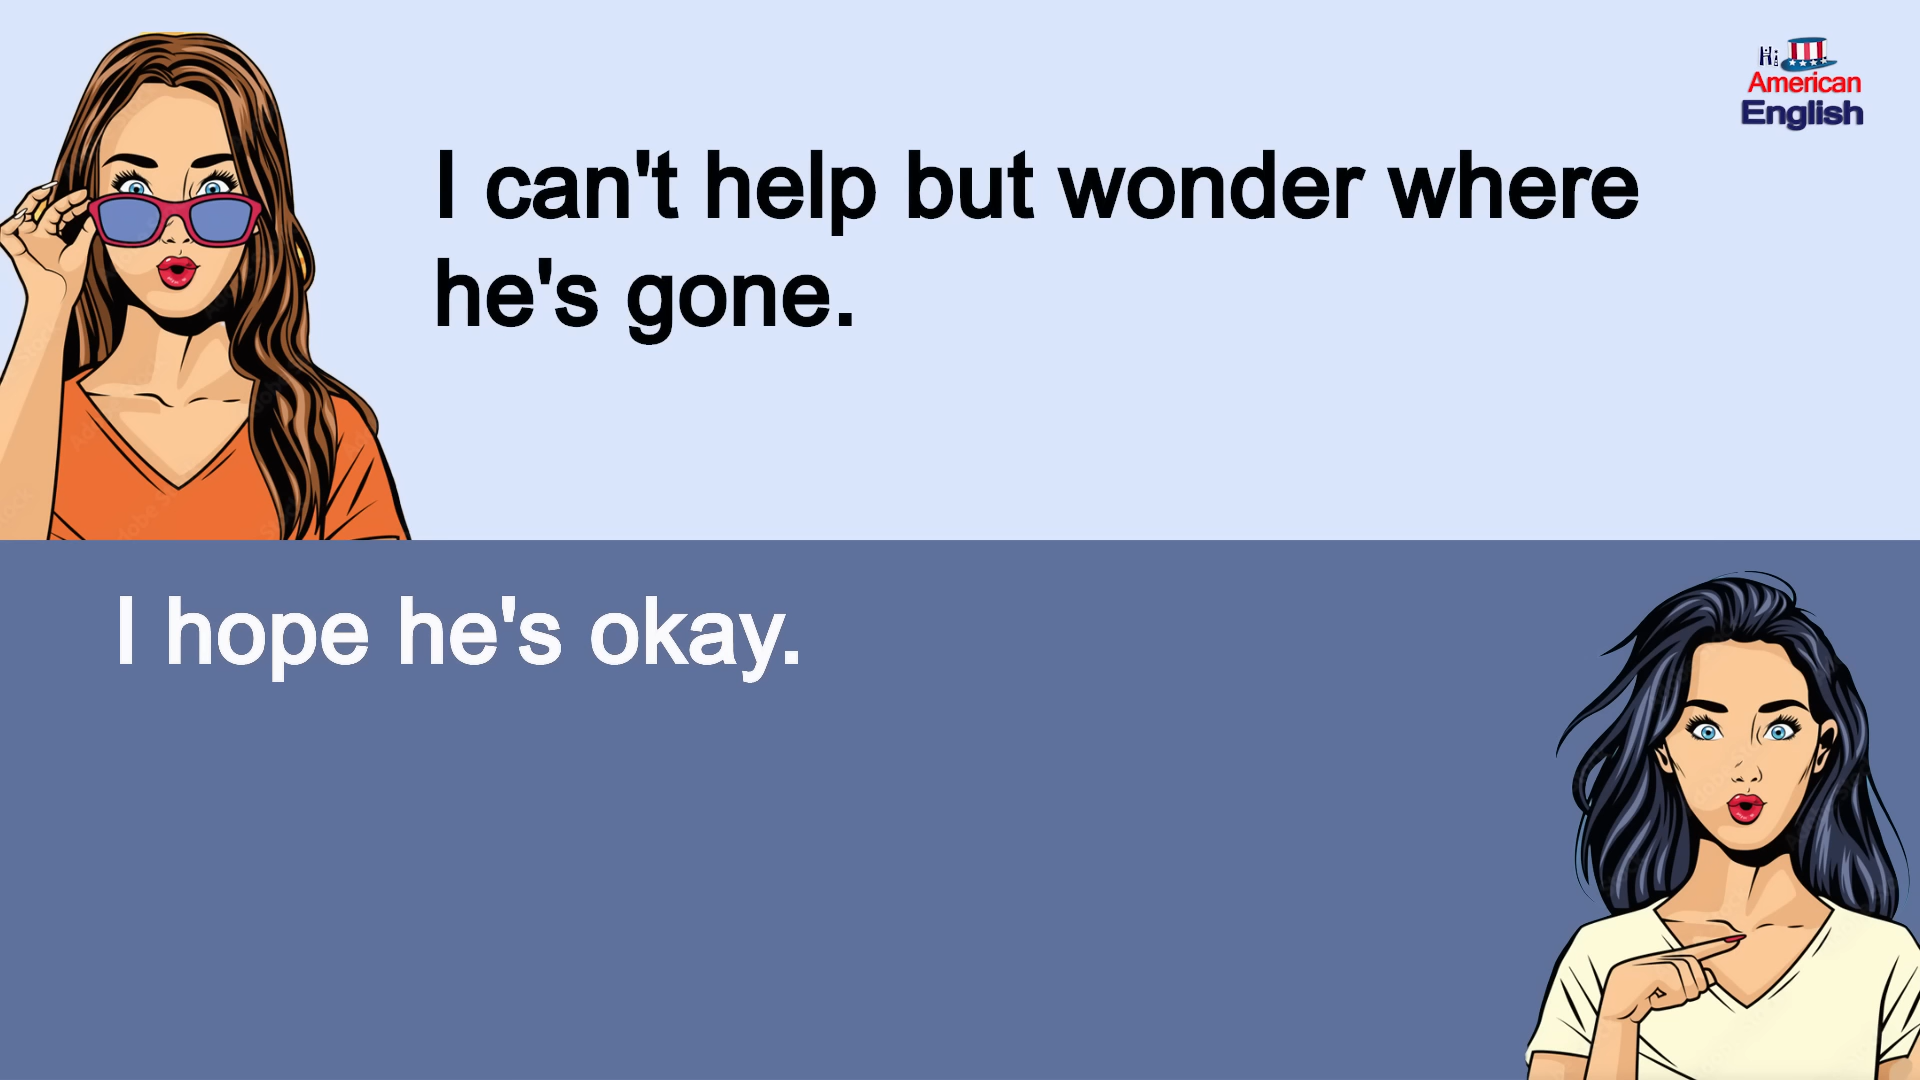 Hi
American
English
I can't help but wonder where
he's gone.
I hope he's okay.